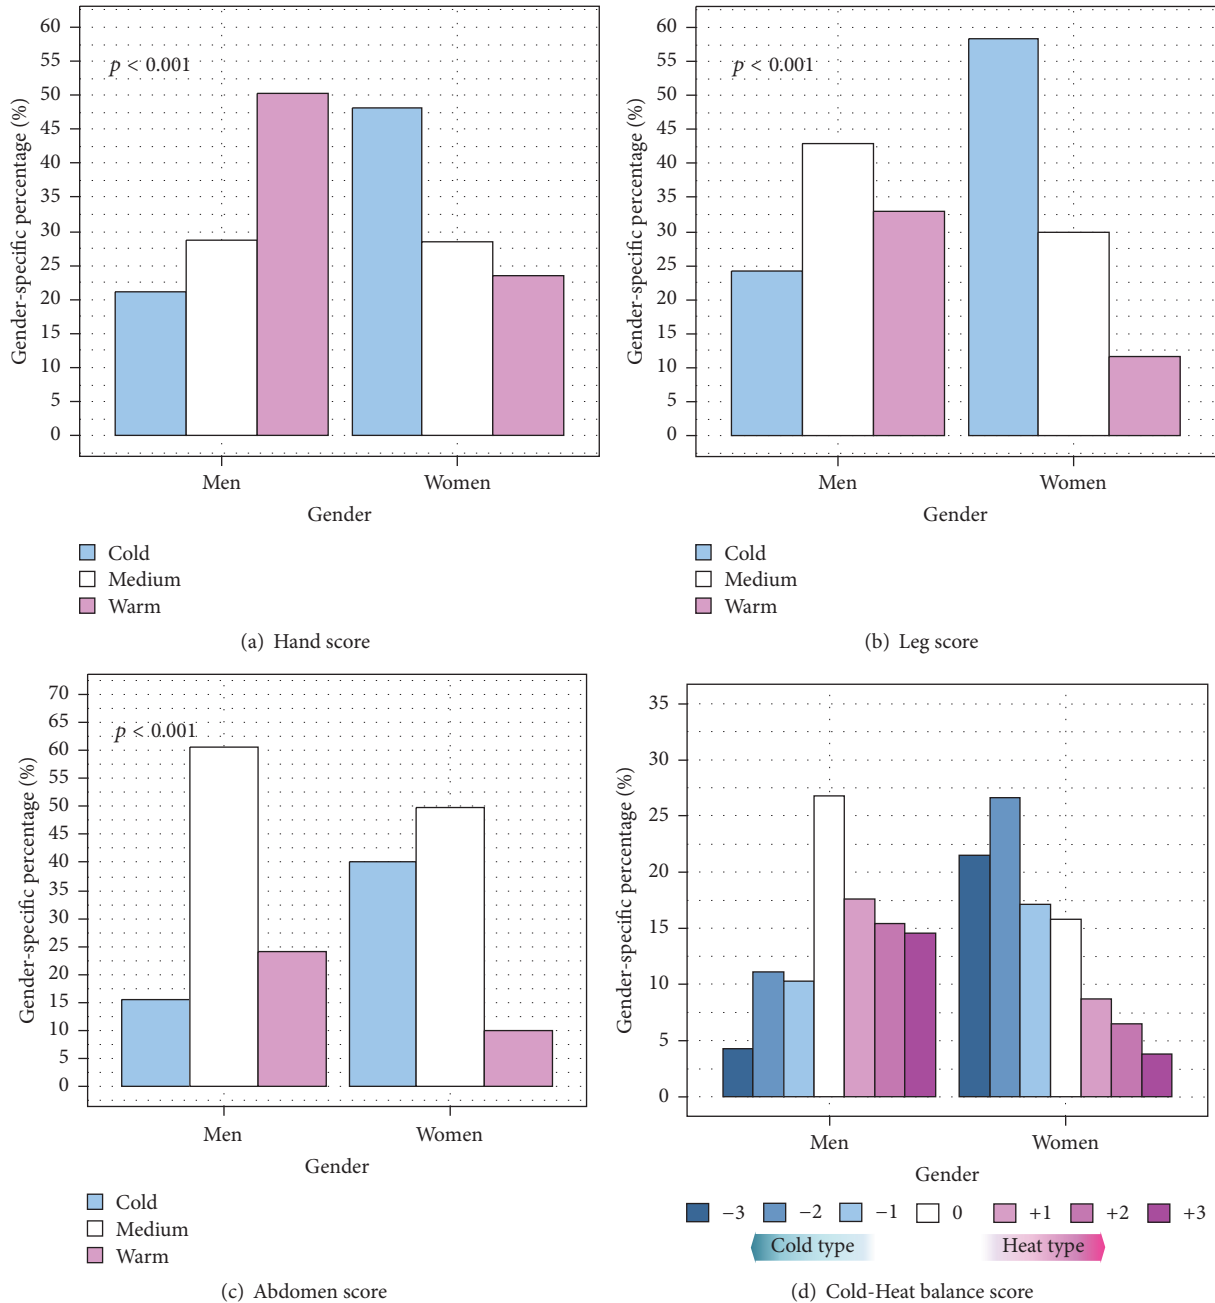 60
55
50
45
40
35
30
25
20
15
10
5
0
Gender-specific percentage (%)
p < 0.001
Men Women
Gender
Cold
Medium
Warm
(a) Hand score
60
55
50
45
40
35
30
25
20
15
10
5
0
Gender-specific percentage (%)
p < 0.001
Men Women
Gender
Cold
Medium
Warm
(b) Leg score
70
65
60
55
50
45
40
35
30
25
20
15
10
5
0
Gender-specific percentage (%)
p < 0.001
Men Women
Gender
Cold
Medium
Warm
(c) Abdomen score
35
30
25
20
15
10
5
0
Gender-specific percentage (%)
Men Women
Gender
−3 −2 −1 0 +1 +2 +3
Cold type Heat type
(d) Cold-Heat balance score